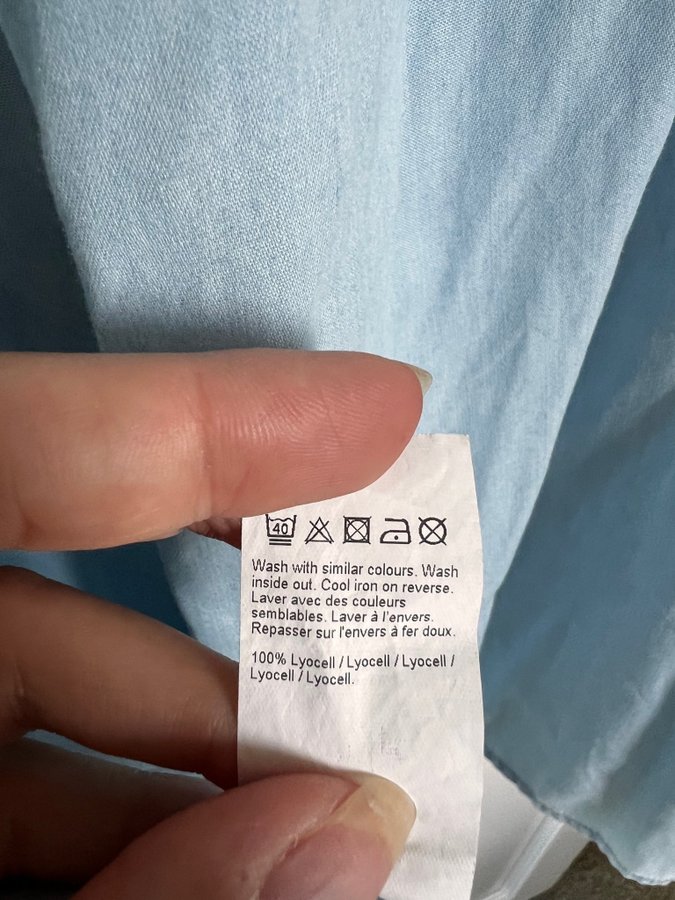 40
Wash with similar colours. Wash
inside out. Cool iron on reverse.
Laver avec des couleurs
semblables. Laver à l'envers.
Repasser sur l'envers à fer doux.
100% Lyocell / Lyocell / Lyocell /
Lyocell / Lyocell.